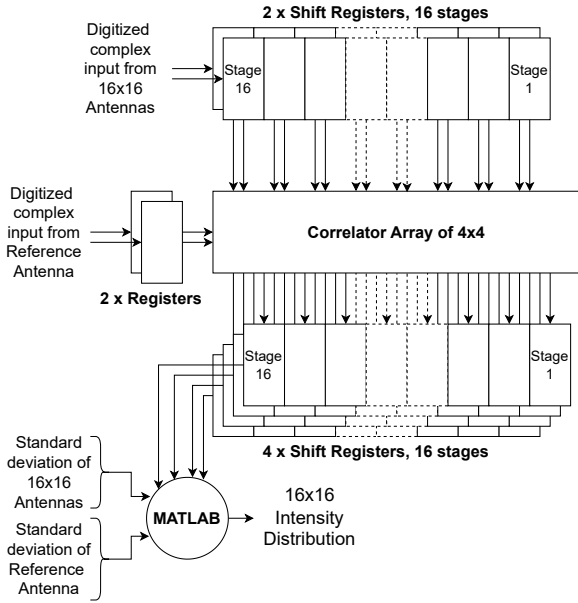 2 x Shift Registers, 16 stages
Digitized
complex
input from
16x16
Antennas
Stage
16
Stage
1
Digitized
complex
input from
Reference
Antenna
Correlator Array of 4x4
2 x Registers
Stage
16
Stage
1
4 x Shift Registers, 16 stages
Standard
deviation of
16x16
Antennas
Standard
deviation of
Reference
Antenna
MATLAB
16x16
Intensity
Distribution